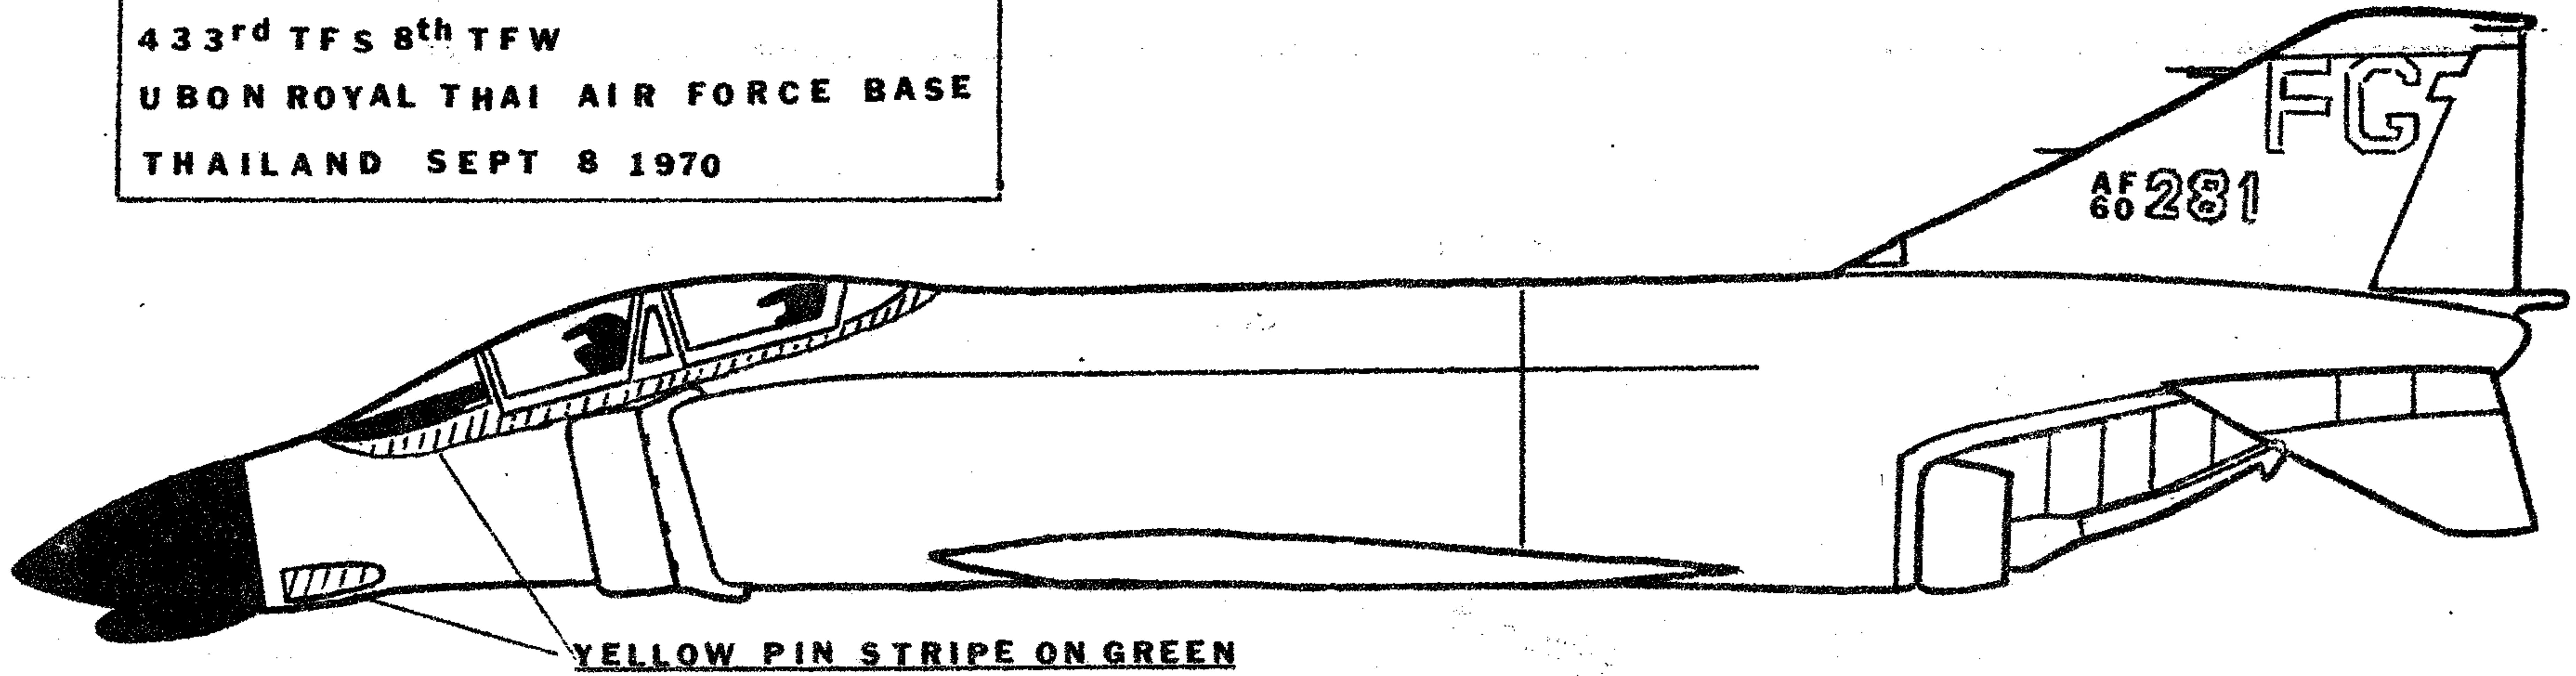 433rd TFS 8th TFW
UBON ROYAL THAI AIR FORCE BASE
THAILAND SEPT 8 1970
FG
AF
60 281
YELLOW PIN STRIPE ON GREEN